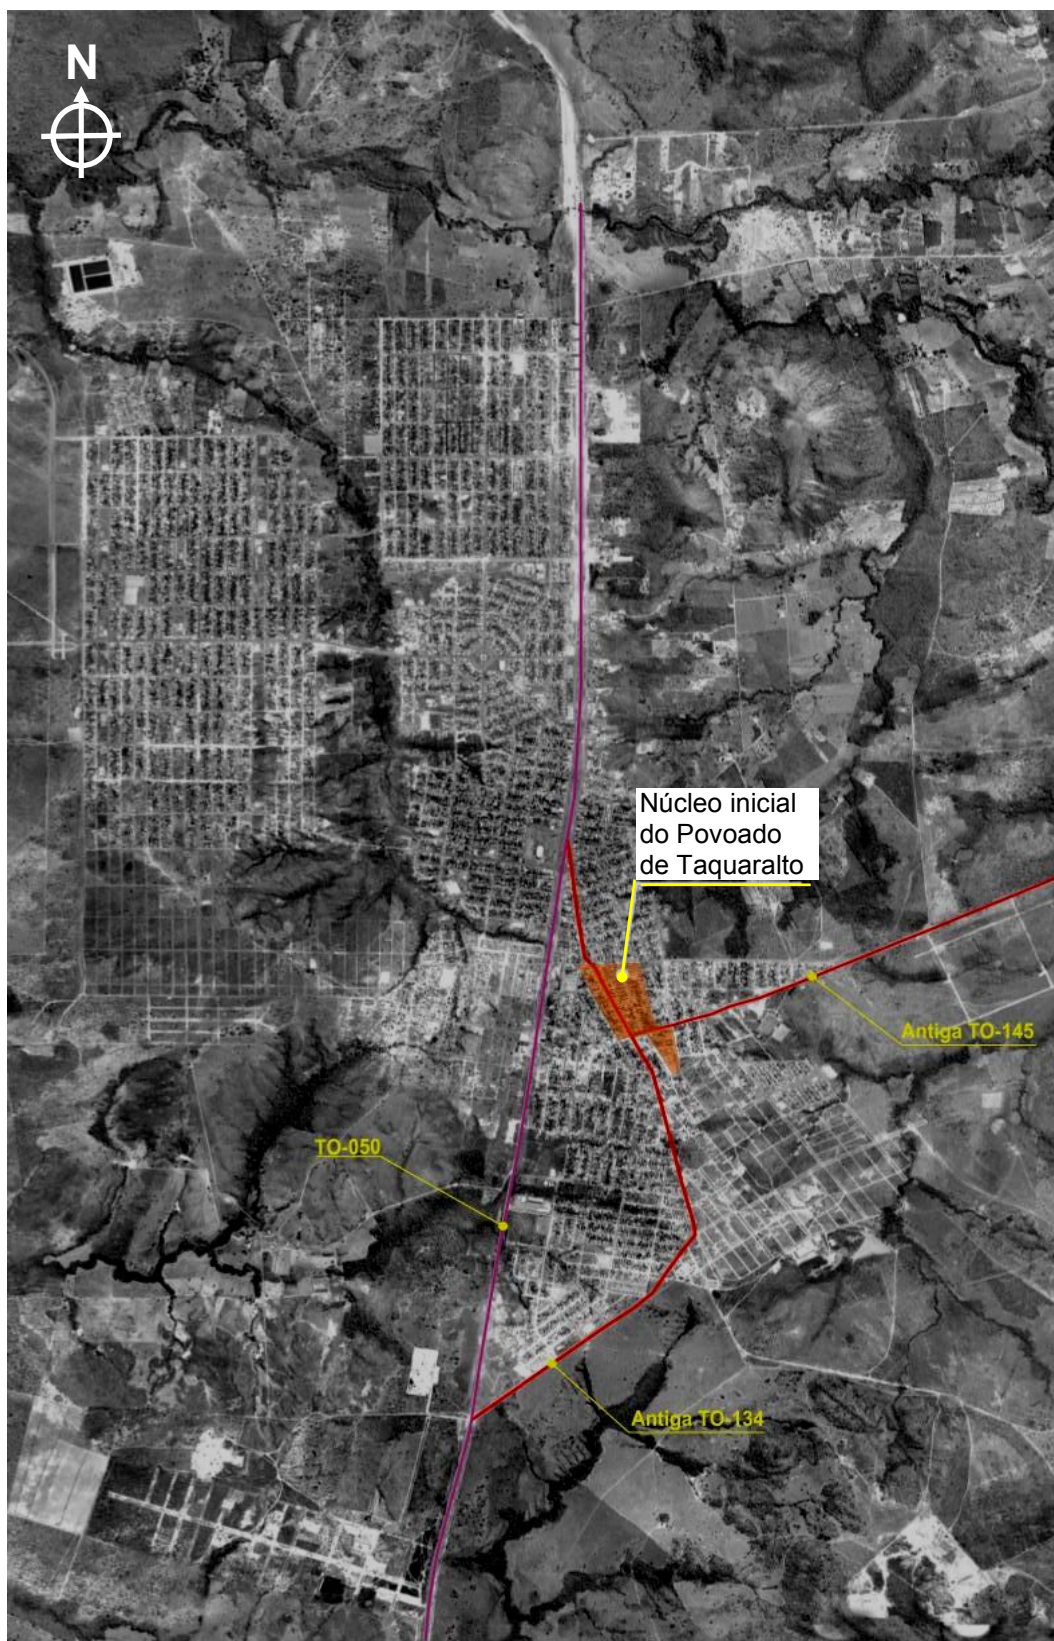 N
Núcleo inicial
do Povoado
de Taquaralto
Antiga TO-145
TO-050
Antiga TO-134